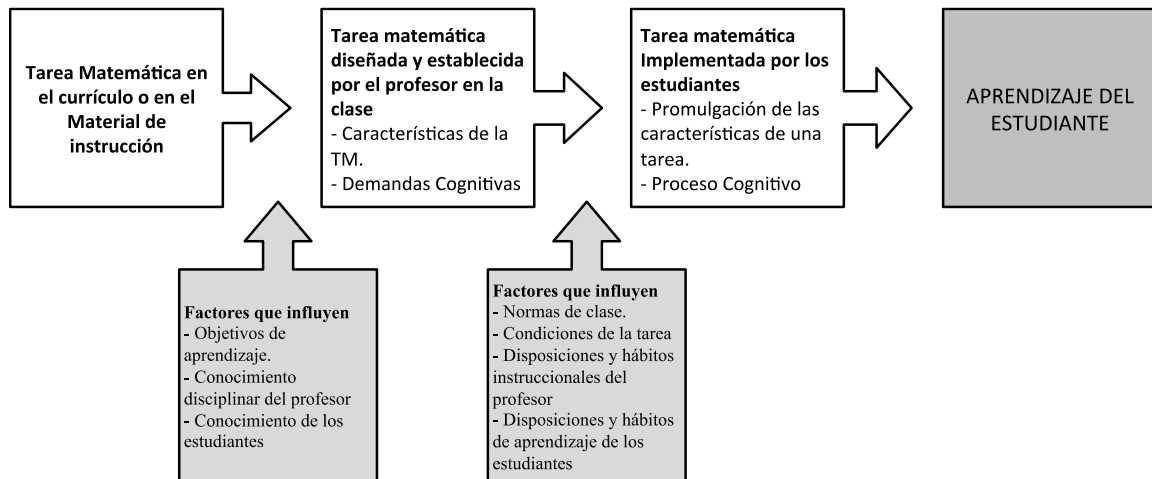 Tarea Matemática en
el currículo o en el
Material de
instrucción
Tarea matemática
diseñada y establecida
por el profesor en la
clase
- Características de la
TM.
- Demandas Cognitivas
Tarea matemática
Implementada por los
estudiantes
- Promulgación de las
características de una
tarea.
- Proceso Cognitivo
APRENDIZAJE DEL
ESTUDIANTE
Factores que influyen
- Objetivos de
aprendizaje.
- Conocimiento
disciplinar del profesor
- Conocimiento de los
estudiantes
Factores que influyen
- Normas de clase.
- Condiciones de la tarea
- Disposiciones y hábitos
instruccionales del
profesor
- Disposiciones y hábitos
de aprendizaje de los
estudiantes